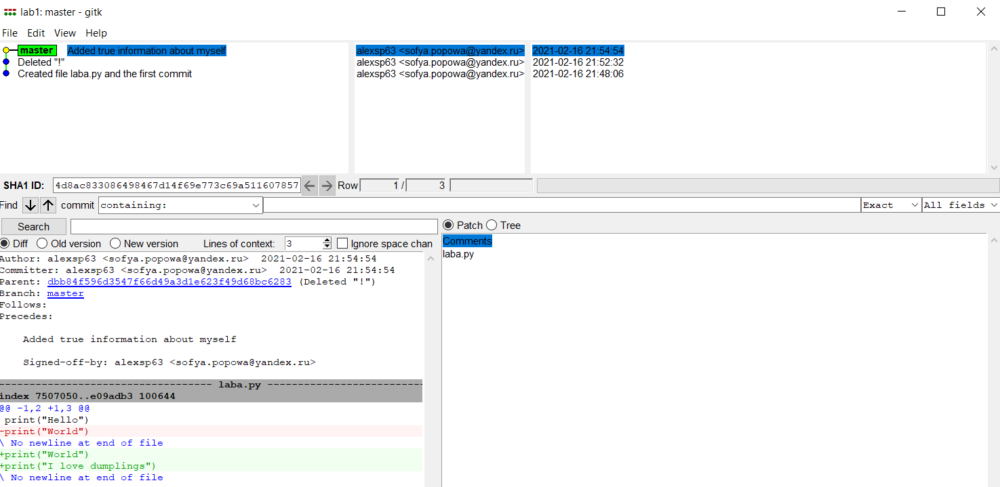 lab1: master - gitk
File Edit View Help
master Added true information about myself alexsp63 <sofya.popowa@yandex.ru> 2021-02-16 21:54:54
Deleted "!" alexsp63 <sofya.popowa@yandex.ru> 2021-02-16 21:52:32
Created file laba.py and the first commit alexsp63 <sofya.popowa@yandex.ru> 2021-02-16 21:48:06
SHA1 ID: 4d8ac833086498467d14f69e773c69a511607857 Row 1 / 3
Find commit containing: Exact All fields
Search
Patch Tree
Diff Old version New version Lines of context: 3 Ignore space chan
Comments
laba.py
Author: alexsp63 <sofya.popowa@yandex.ru> 2021-02-16 21:54:54
Committer: alexsp63 <sofya.popowa@yandex.ru> 2021-02-16 21:54:54
Parent: dbb84f596d3547f66d49a3d1e623f49d68bc6283 (Deleted "!")
Branch: master
Follows:
Precedes:
Added true information about myself
Signed-off-by: alexsp63 <sofya.popowa@yandex.ru>
----------------------------------- laba.py --------------------------
index 7507050..e09adb3 100644
@@ -1,2 +1,3 @@
print("Hello")
-print("World")
\ No newline at end of file
+print("World")
+print("I love dumplings")
\ No newline at end of file